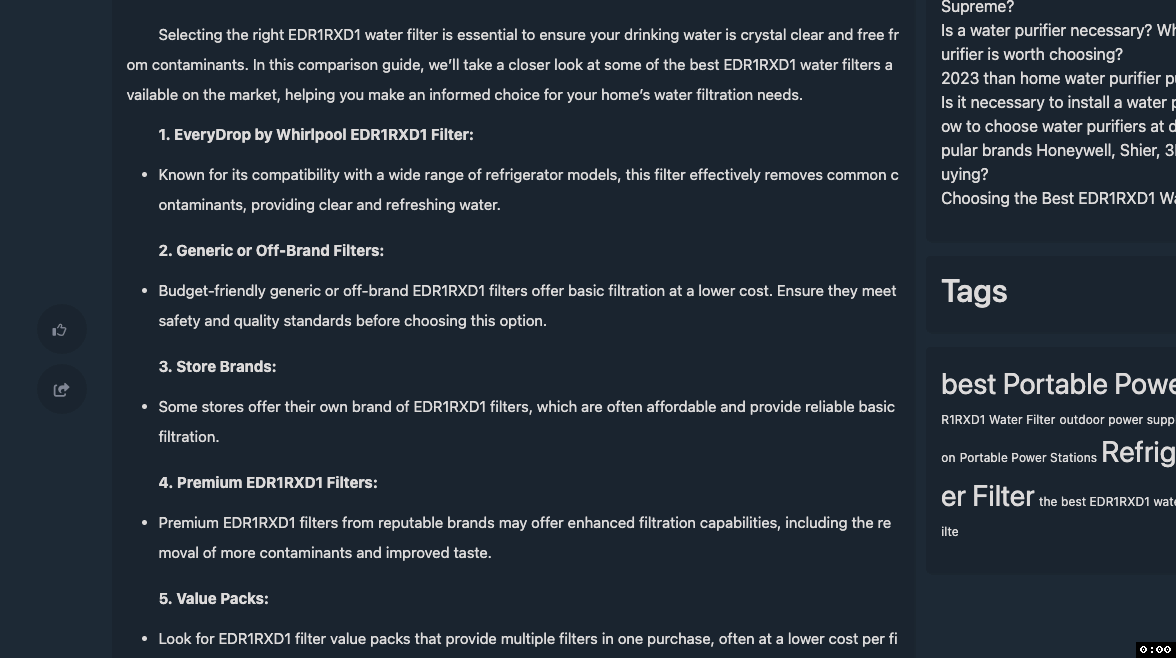 Selecting the right EDR1RXD1 water filter is essential to ensure your drinking water is crystal clear and free fr
om contaminants. In this comparison guide, we’ll take a closer look at some of the best EDR1RXD1 water filters a
vailable on the market, helping you make an informed choice for your home’s water filtration needs.
1. EveryDrop by Whirlpool EDR1RXD1 Filter:
• Known for its compatibility with a wide range of refrigerator models, this filter effectively removes common c
ontaminants, providing clear and refreshing water.
2. Generic or Off-Brand Filters:
• Budget-friendly generic or off-brand EDR1RXD1 filters offer basic filtration at a lower cost. Ensure they meet
safety and quality standards before choosing this option.
3. Store Brands:
• Some stores offer their own brand of EDR1RXD1 filters, which are often affordable and provide reliable basic
filtration.
4. Premium EDR1RXD1 Filters:
• Premium EDR1RXD1 filters from reputable brands may offer enhanced filtration capabilities, including the re
moval of more contaminants and improved taste.
5. Value Packs:
• Look for EDR1RXD1 filter value packs that provide multiple filters in one purchase, often at a lower cost per fi
Supreme?
Is a water purifier necessary? Wh
urifier is worth choosing?
2023 than home water purifier p
Is it necessary to install a water p
ow to choose water purifiers at d
pular brands Honeywell, Shier, 3
uying?
Choosing the Best EDR1RXD1 Wa
Tags
best Portable Powe
R1RXD1 Water Filter outdoor power supp
on Portable Power Stations Refrig
er Filter the best EDR1RXD1 wate
ilte
0:00